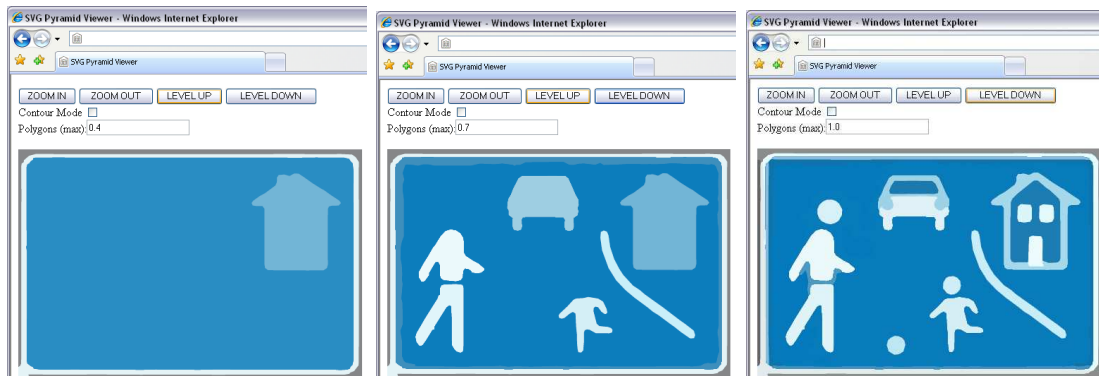 SVG Pyramid Viewer - Windows Internet Explorer
SVG Pyramid Viewer
ZOOM IN ZOOM OUT LEVEL UP LEVEL DOWN
Contour Mode
Polygons (max): 0.4
SVG Pyramid Viewer - Windows Internet Explorer
SVG Pyramid Viewer
ZOOM IN ZOOM OUT LEVEL UP LEVEL DOWN
Contour Mode
Polygons (max): 0.7
SVG Pyramid Viewer - Windows Internet Explorer
SVG Pyramid Viewer
ZOOM IN ZOOM OUT LEVEL UP LEVEL DOWN
Contour Mode
Polygons (max): 1.0